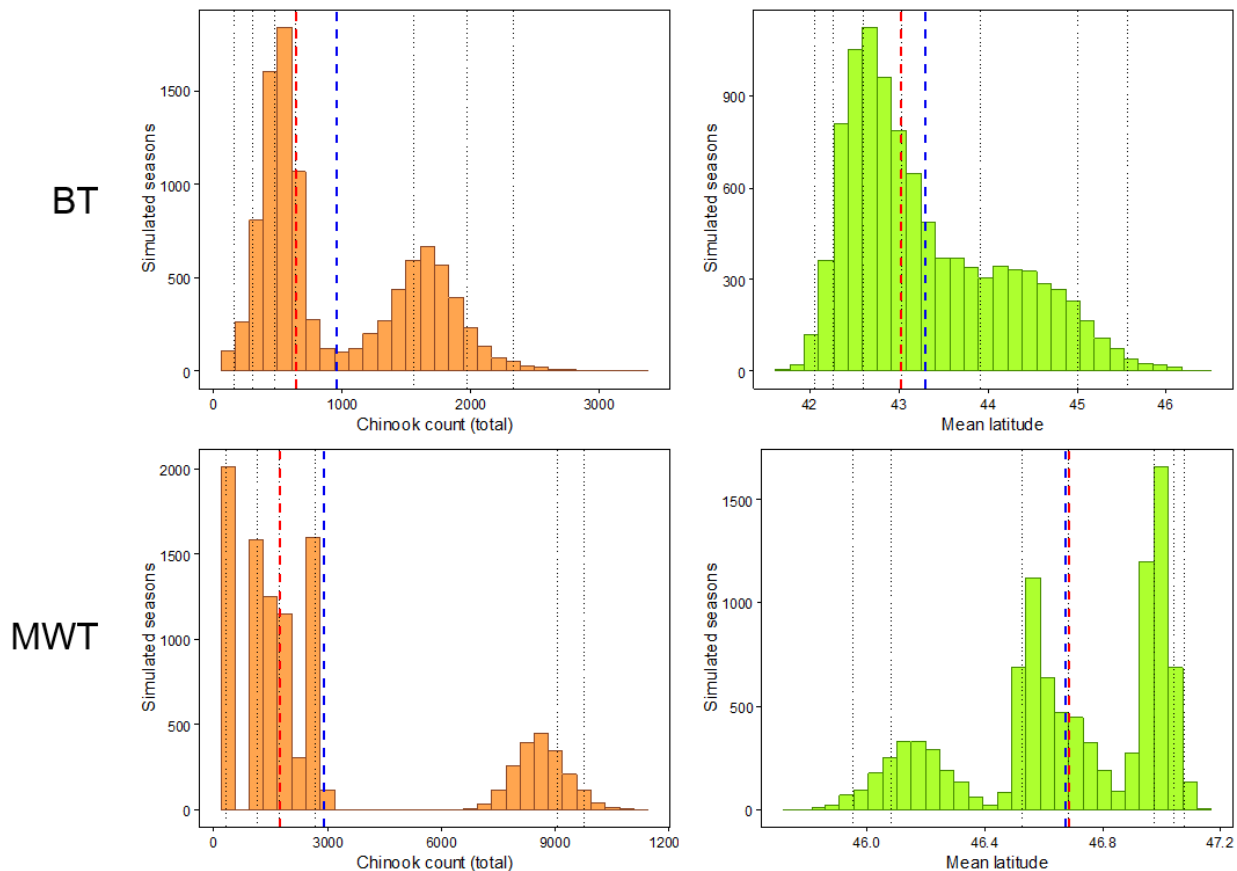 BT
Simulated seasons
1500
1000
500
0
0 1000 2000 3000
Chinook count (total)
Simulated seasons
900
600
300
0
42 43 44 45 46
Mean latitude
MWT
Simulated seasons
2000
1500
1000
500
0
0 3000 6000 9000 1200
Chinook count (total)
Simulated seasons
1500
1000
500
0
46.0 46.4 46.8 47.2
Mean latitude